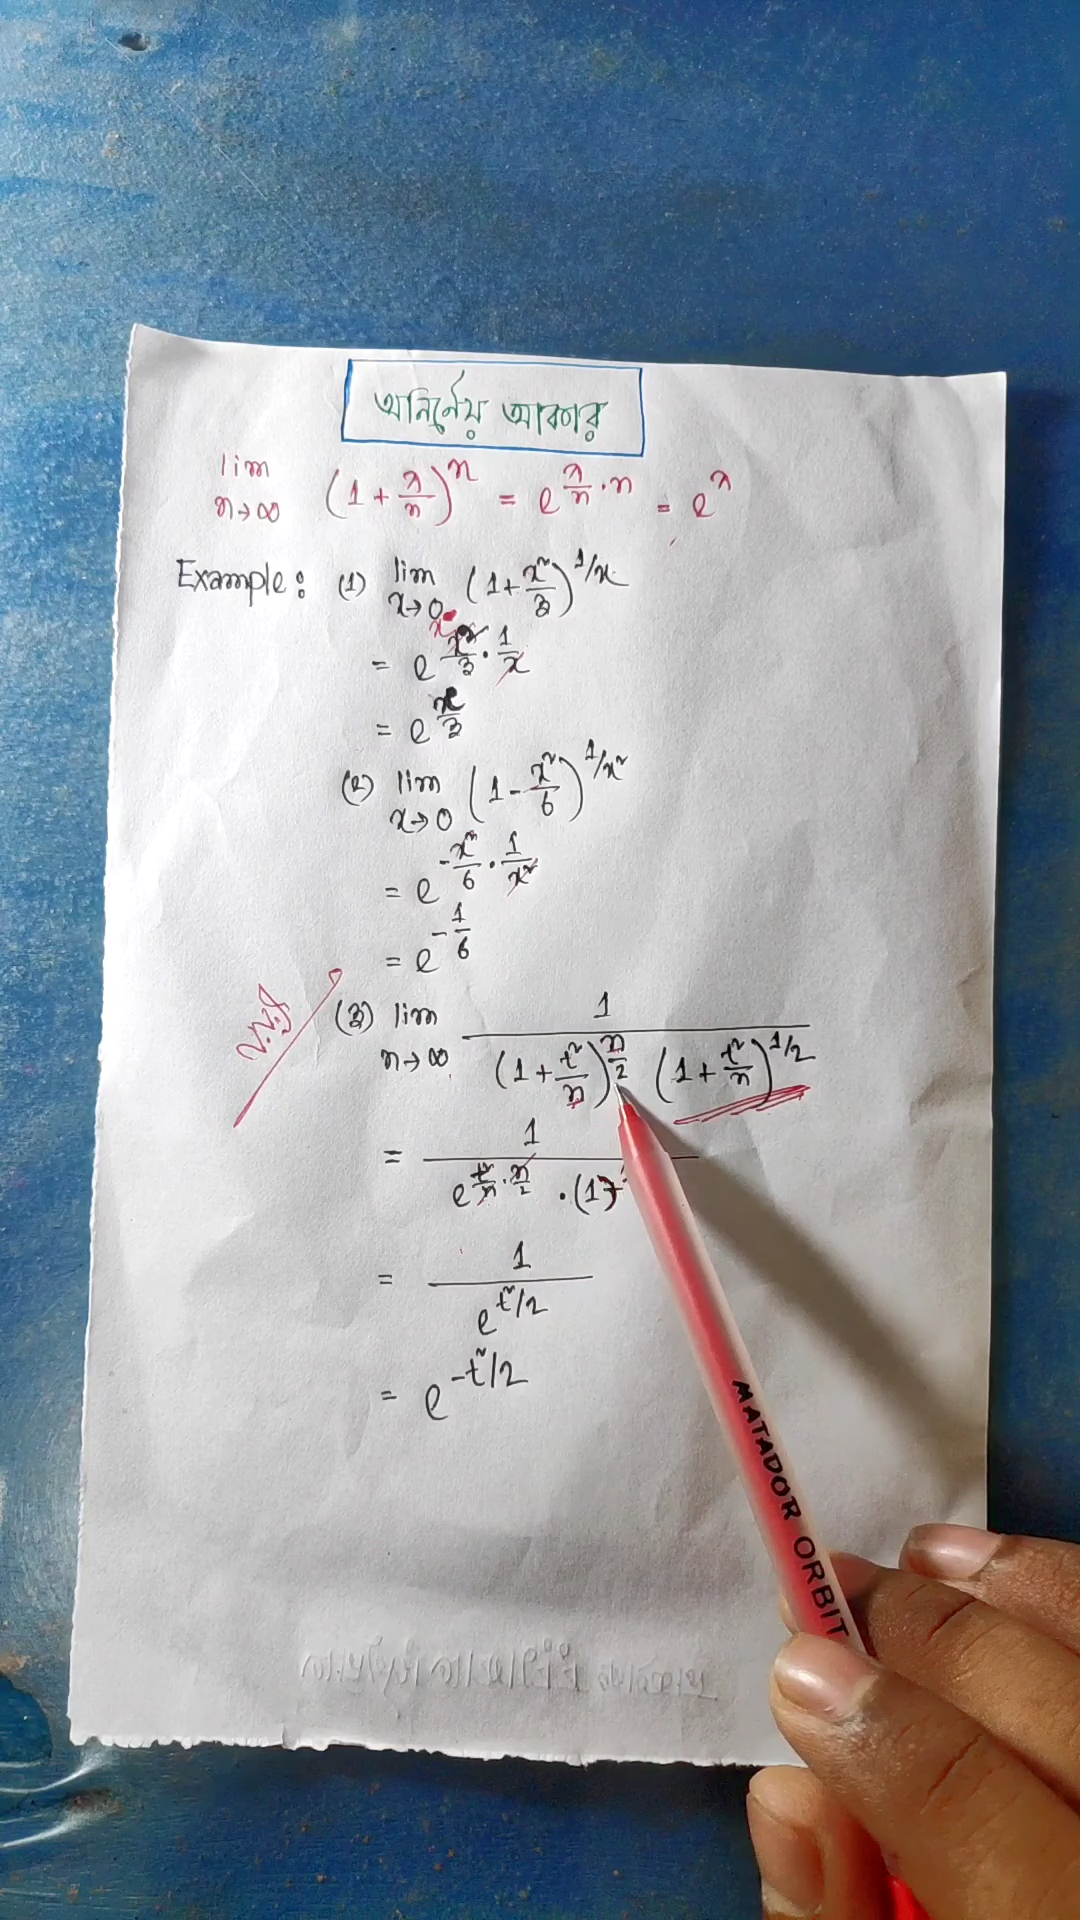 অনির্ণেয় আকার
lim n→∞ (1 + λ/n)^n = e^(λ/n · n) = e^λ
Example: (1) lim x→0 (1 + x²/3)^(1/x)
= e^(x²/3 · 1/x)
= e^(x/3)
(২) lim x→0 (1 - x²/6)^(1/x²)
= e^(-x²/6 · 1/x²)
= e^(-1/6)
V.V.I
(3) lim n→∞ 1 / (1 + t²/n)^(n/2) (1 + t²/n)^(1/2)
= 1 / e^(t²/n · n/2) · (1
= 1 / e^(t²/2)
= e^(-t²/2)
MATADOR ORBIT